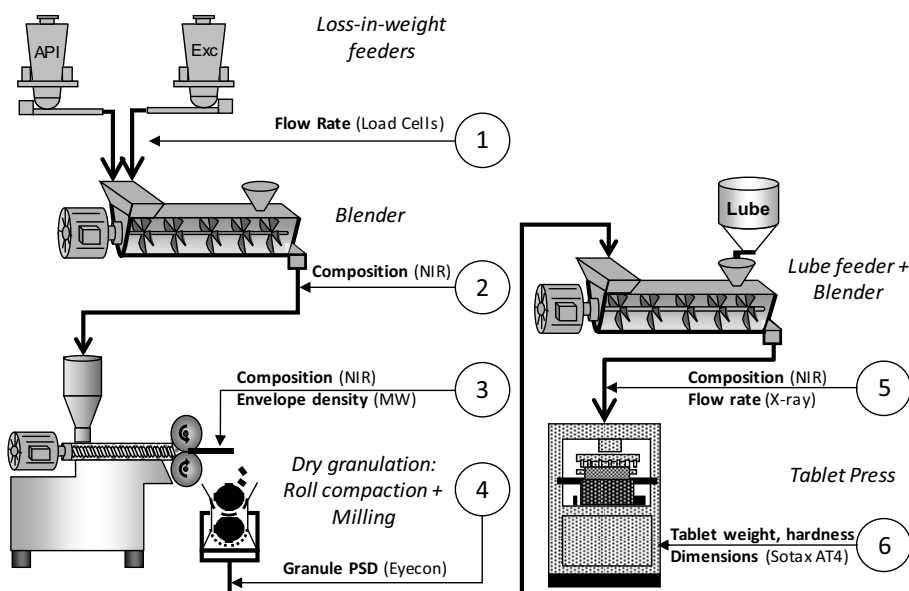 Loss-in-weight
feeders
API
Exc
Flow Rate (Load Cells)
1
Blender
Composition (NIR)
2
Composition (NIR)
Envelope density (MW)
3
Dry granulation:
Roll compaction +
Milling
4
Granule PSD (Eyecon)
Lube
Lube feeder +
Blender
Composition (NIR)
Flow rate (X-ray)
5
Tablet Press
Tablet weight, hardness
Dimensions (Sotax AT4)
6